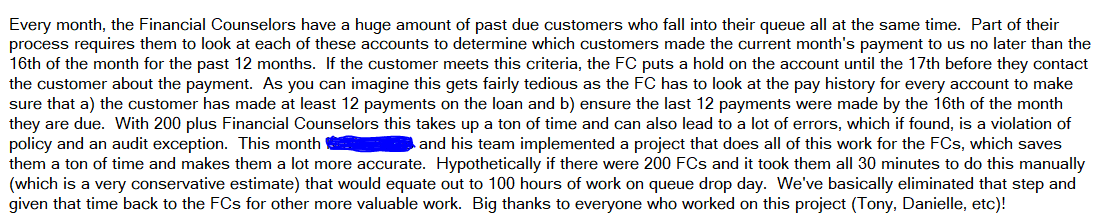 Every month, the Financial Counselors have a huge amount of past due customers who fall into their queue all at the same time.  Part of their
process requires them to look at each of these accounts to determine which customers made the current month's payment to us no later than the
16th of the month for the past 12 months.  If the customer meets this criteria, the FC puts a hold on the account until the 17th before they contact
the customer about the payment.  As you can imagine this gets fairly tedious as the FC has to look at the pay history for every account to make
sure that a) the customer has made at least 12 payments on the loan and b) ensure the last 12 payments were made by the 16th of the month
they are due.  With 200 plus Financial Counselors this takes up a ton of time and can also lead to a lot of errors, which if found, is a violation of
policy and an audit exception.  This month and his team implemented a project that does all of this work for the FCs, which saves
them a ton of time and makes them a lot more accurate.  Hypothetically if there were 200 FCs and it took them all 30 minutes to do this manually
(which is a very conservative estimate) that would equate out to 100 hours of work on queue drop day.  We've basically eliminated that step and
given that time back to the FCs for other more valuable work.  Big thanks to everyone who worked on this project (Tony, Danielle, etc)!